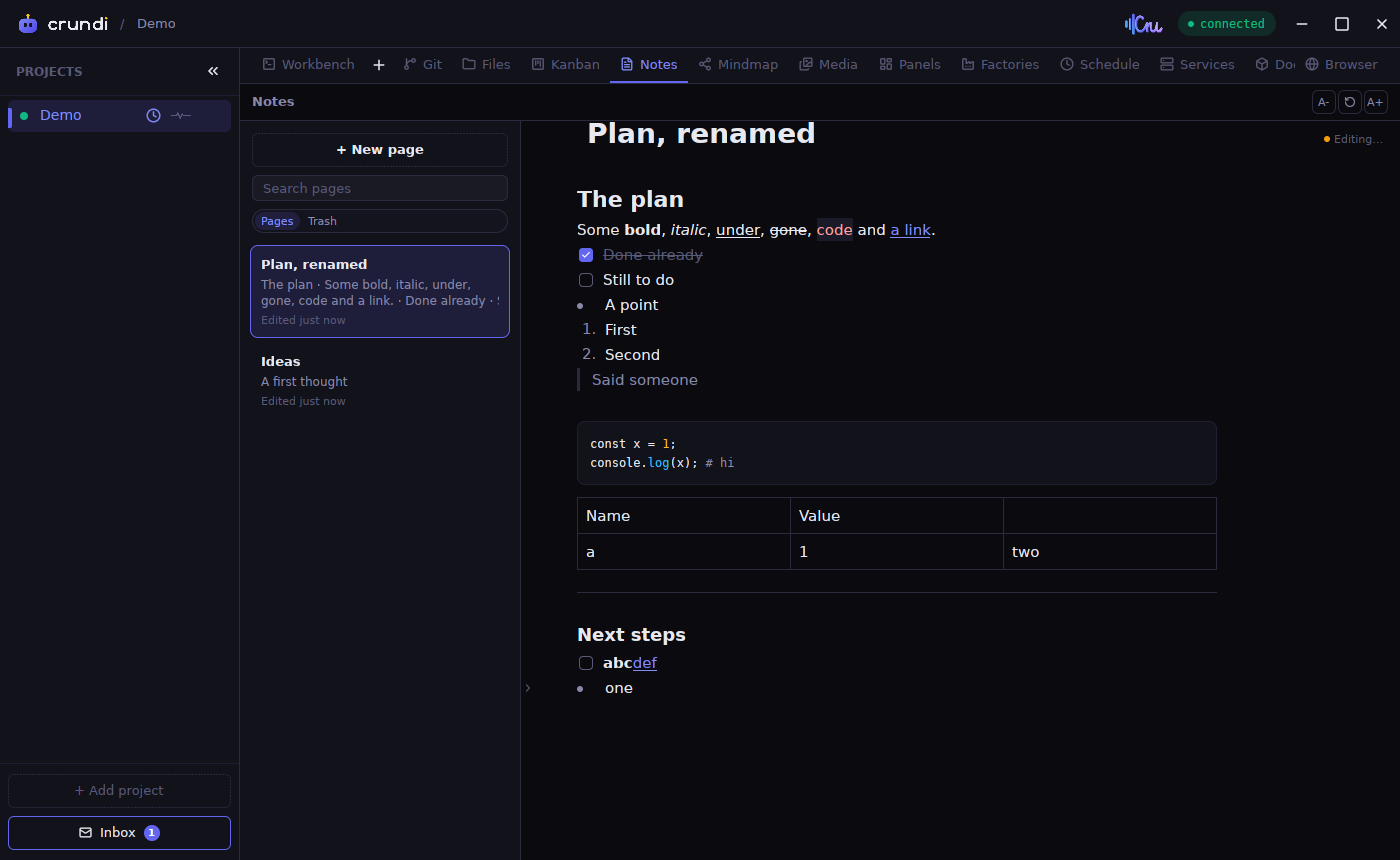 crundi / Demo
Cru
connected
PROJECTS
Workbench
Git
Files
Kanban
Notes
Mindmap
Media
Panels
Factories
Schedule
Services
Doc
Browser
Demo
Notes
A-
A+
+ New page
Search pages
Pages
Trash
Plan, renamed
The plan · Some bold, italic, under,
gone, code and a link. · Done already ·
Edited just now
Ideas
A first thought
Edited just now
Plan, renamed
Editing...
The plan
Some bold, italic, under, gone, code and a link.
Done already
Still to do
• A point
1. First
2. Second
Said someone
const x = 1;
console.log(x); # hi
Name Value
a 1 two
Next steps
abcdef
• one
+ Add project
Inbox 1